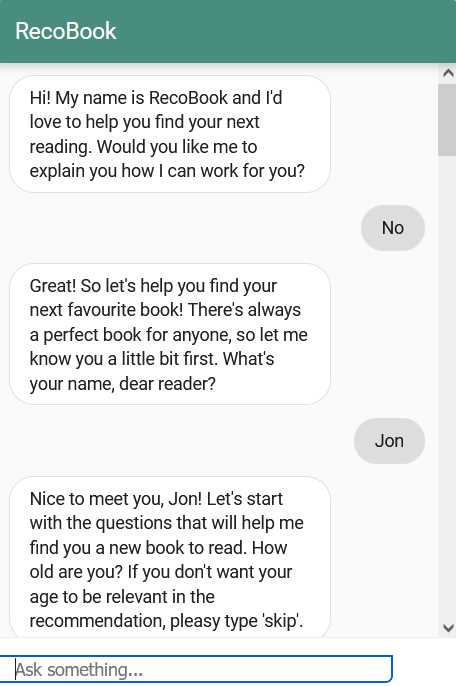 RecoBook
Hi! My name is RecoBook and I'd
love to help you find your next
reading. Would you like me to
explain you how I can work for you?
No
Great! So let's help you find your
next favourite book! There's always
a perfect book for anyone, so let me
know you a little bit first. What's
your name, dear reader?
Jon
Nice to meet you, Jon! Let's start
with the questions that will help me
find you a new book to read. How
old are you? If you don't want your
age to be relevant in the
recommendation, pleasy type 'skip'.
Ask something...